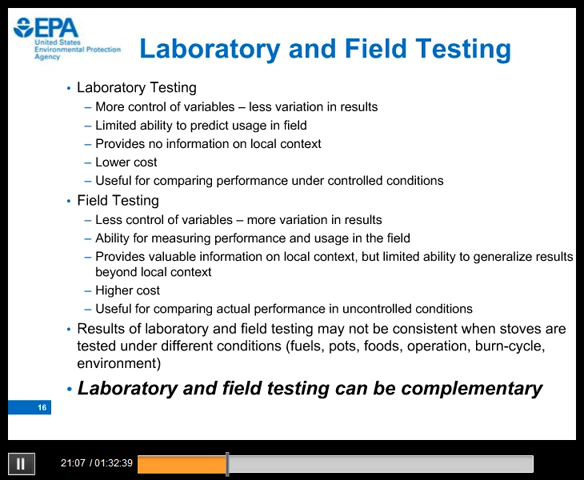 EPA
United States
Environmental Protection
Agency
Laboratory and Field Testing
• Laboratory Testing
– More control of variables – less variation in results
– Limited ability to predict usage in field
– Provides no information on local context
– Lower cost
– Useful for comparing performance under controlled conditions
• Field Testing
– Less control of variables – more variation in results
– Ability for measuring performance and usage in the field
– Provides valuable information on local context, but limited ability to generalize results
beyond local context
– Higher cost
– Useful for comparing actual performance in uncontrolled conditions
• Results of laboratory and field testing may not be consistent when stoves are
tested under different conditions (fuels, pots, foods, operation, burn-cycle,
environment)
• Laboratory and field testing can be complementary
16
21:07 / 01:32:39